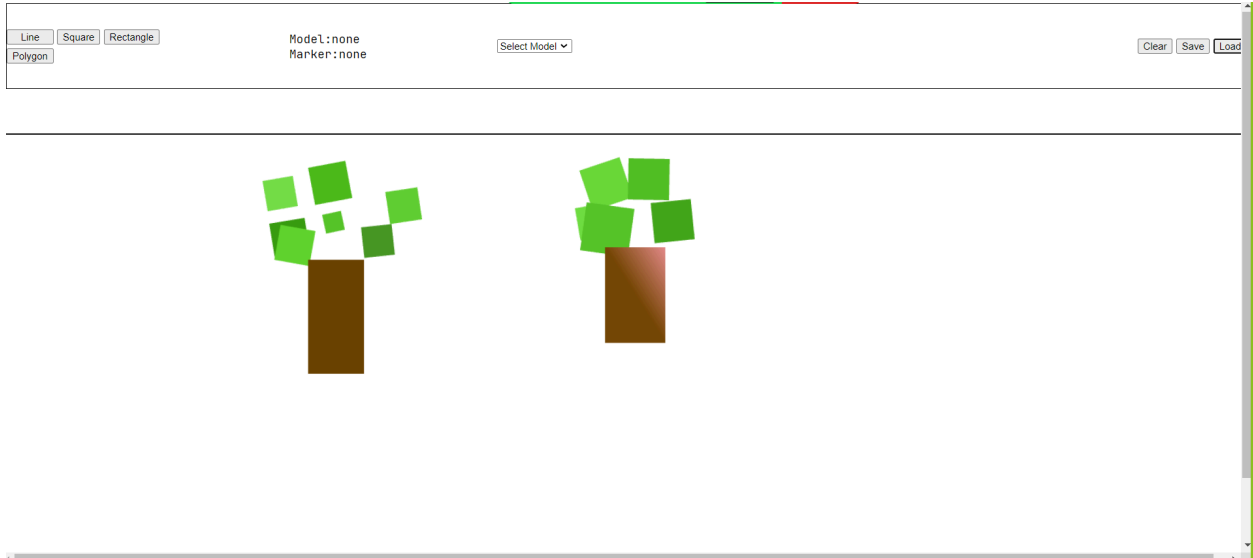 Line Square Rectangle
Polygon
Model:none
Marker:none
Select Model
Clear Save Load